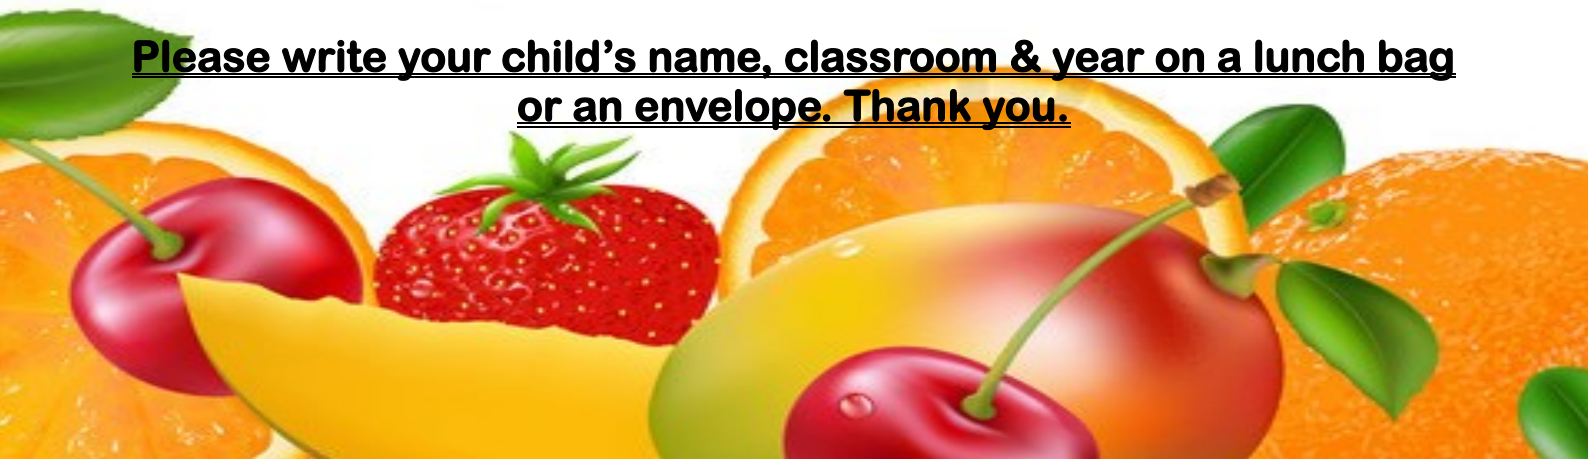 Please write your child’s name, classroom & year on a lunch bag
or an envelope. Thank you.